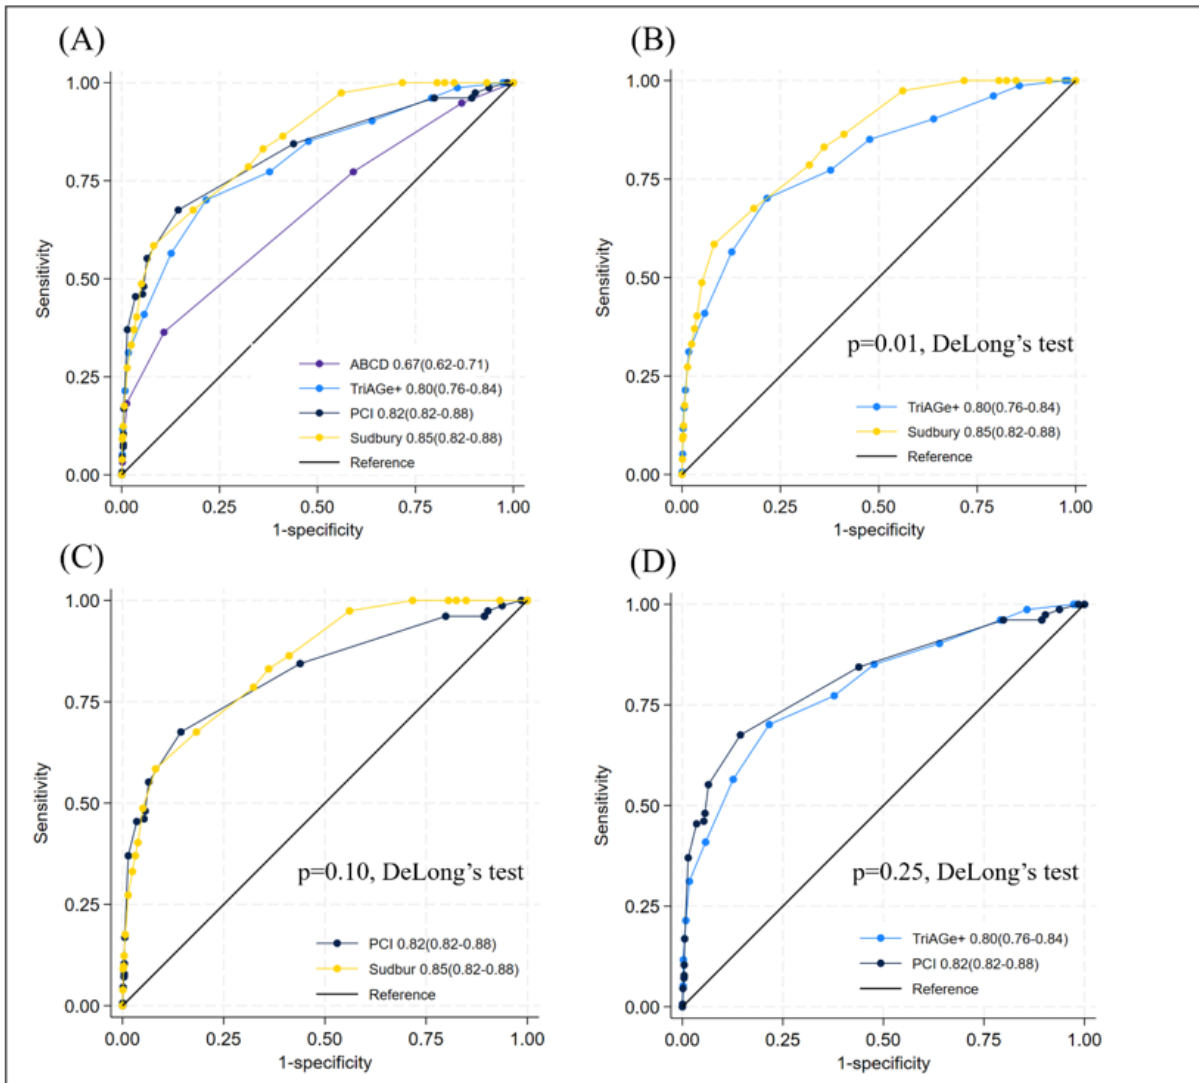 (A)
1.00
0.75
0.50
0.25
0.00
Sensitivity
ABCD 0.67(0.62-0.71)
TriAGe+ 0.80(0.76-0.84)
PCI 0.82(0.82-0.88)
Sudbury 0.85(0.82-0.88)
Reference
0.00 0.25 0.50 0.75 1.00
1-specificity
(B)
1.00
0.75
0.50
0.25
0.00
Sensitivity
p=0.01, DeLong's test
TriAGe+ 0.80(0.76-0.84)
Sudbury 0.85(0.82-0.88)
Reference
0.00 0.25 0.50 0.75 1.00
1-specificity
(C)
1.00
0.75
0.50
0.25
0.00
Sensitivity
p=0.10, DeLong's test
PCI 0.82(0.82-0.88)
Sudbur 0.85(0.82-0.88)
Reference
0.00 0.25 0.50 0.75 1.00
1-specificity
(D)
1.00
0.75
0.50
0.25
0.00
Sensitivity
p=0.25, DeLong's test
TriAGe+ 0.80(0.76-0.84)
PCI 0.82(0.82-0.88)
Reference
0.00 0.25 0.50 0.75 1.00
1-specificity